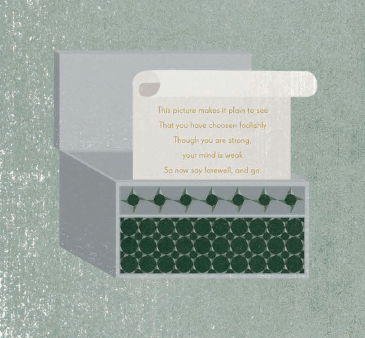 This picture makes it plain to see
That you have choosen foolishly
Though you are strong,
your mind is weak
So now say farewell, and go.